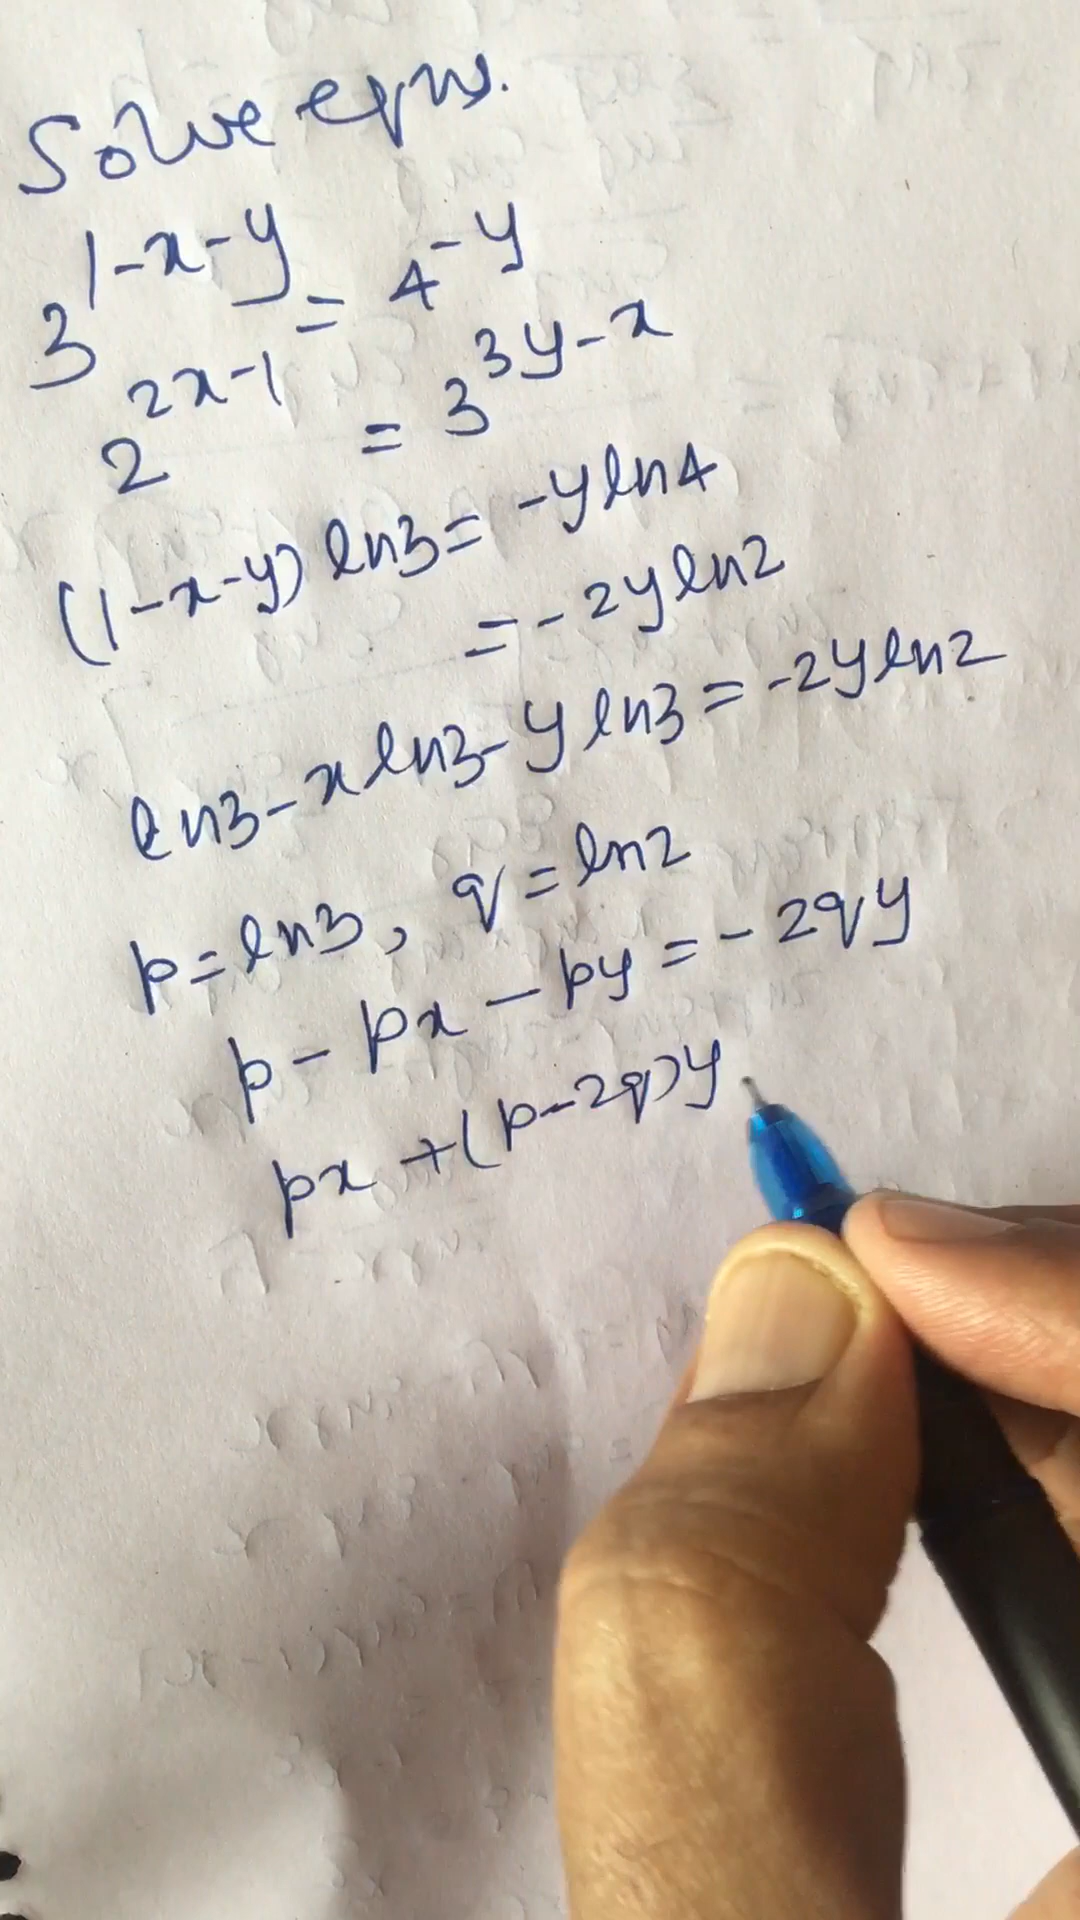 Solve eqns.
3^{1-x-y} = 4^{-y}
2^{2x-1} = 3^{3y-x}
(1-x-y) ln3 = -y ln4
= -2y ln2
ln3 - x ln3 - y ln3 = -2y ln2
p = ln3, q = ln2
p - px - py = -2qy
px + (p-2q)y